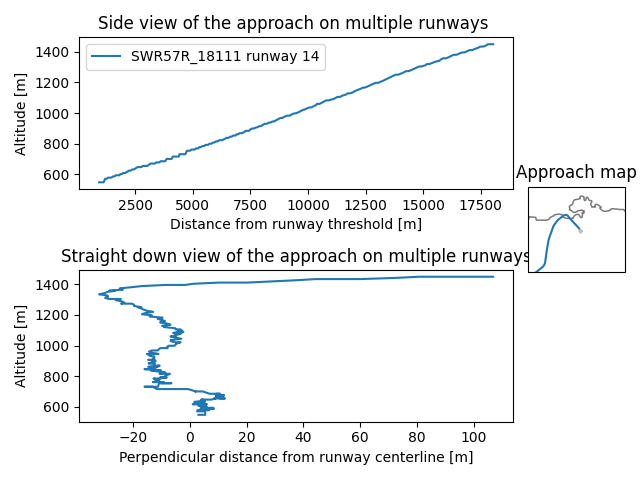 Side view of the approach on multiple runways
1400
1200
1000
800
600
Altitude [m]
SWR57R_18111 runway 14
2500 5000 7500 10000 12500 15000 17500
Distance from runway threshold [m]
Approach map
Straight down view of the approach on multiple runways
1400
1200
1000
800
600
Altitude [m]
−20 0 20 40 60 80 100
Perpendicular distance from runway centerline [m]